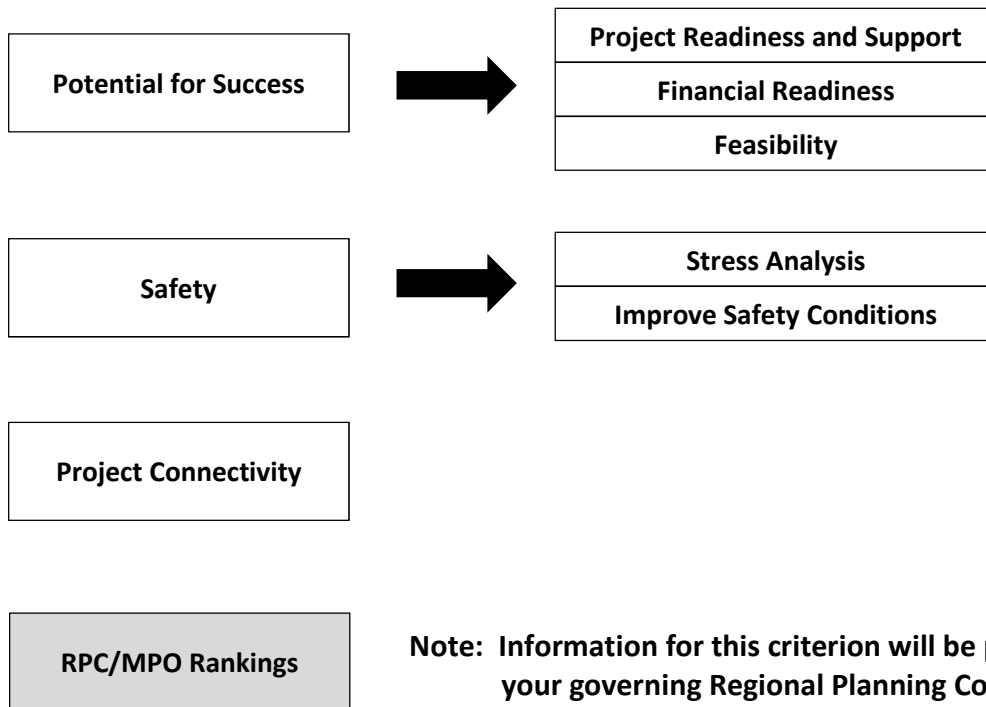 Potential for Success
Project Readiness and Support
Financial Readiness
Feasibility
Safety
Stress Analysis
Improve Safety Conditions
Project Connectivity
RPC/MPO Rankings
Note: Information for this criterion will be
your governing Regional Planning